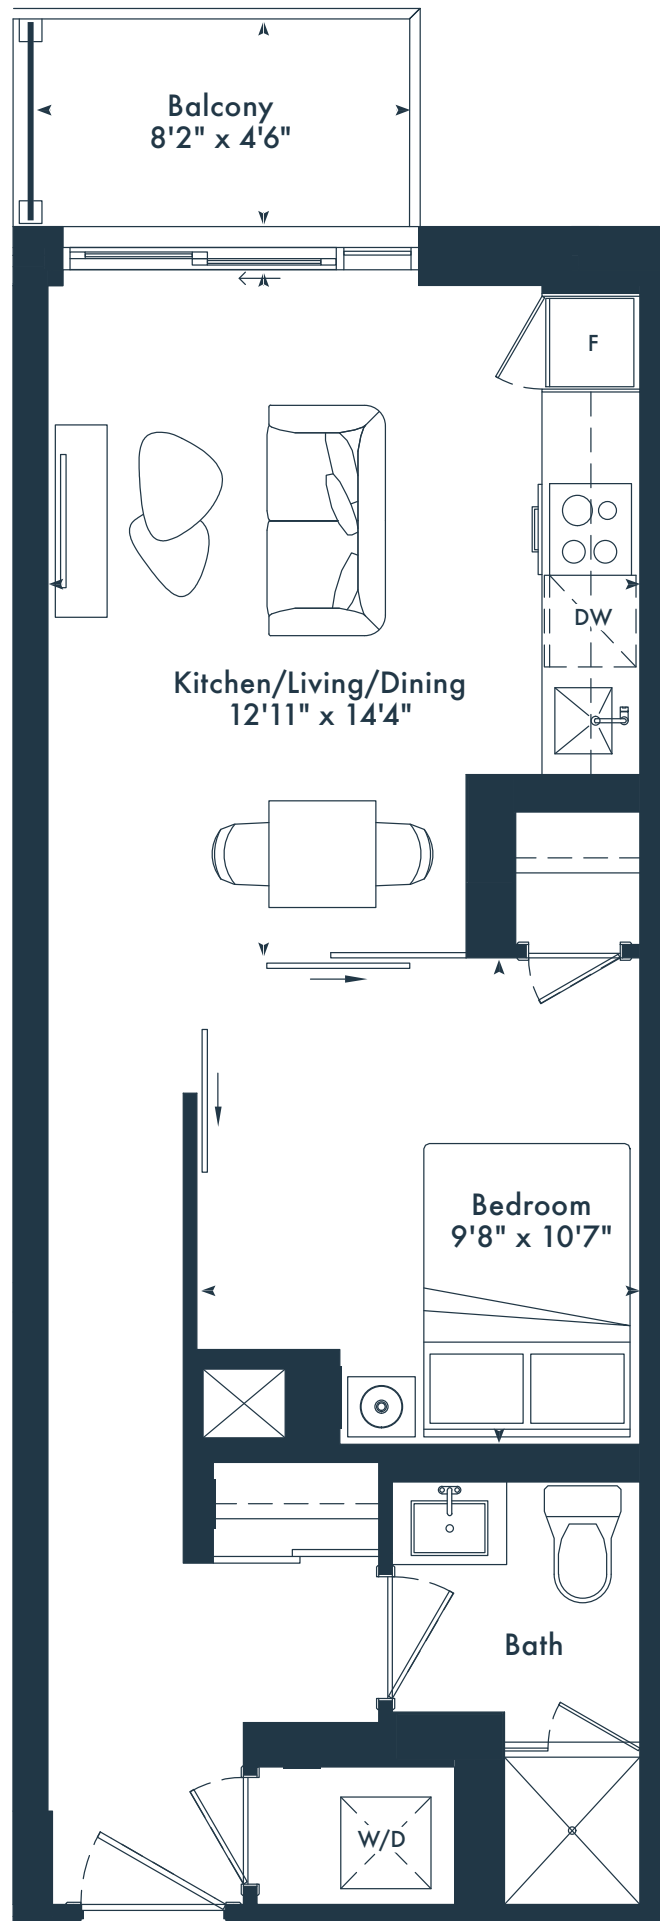 Balcony
8'2" x 4'6"
F
DW
Kitchen/Living/Dining
12'11" x 14'4"
Bedroom
9'8" x 10'7"
Bath
W/D